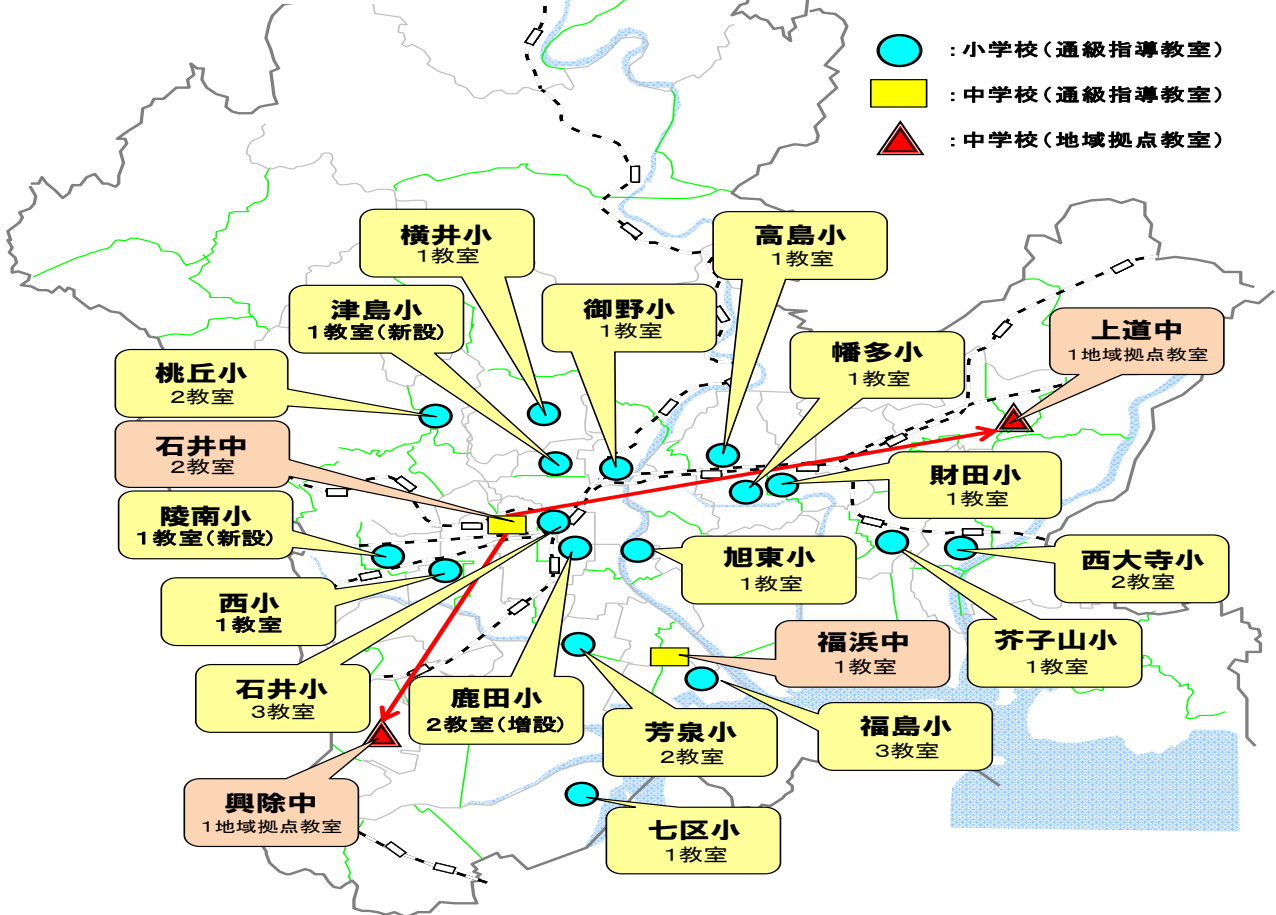 ：小学校（通級指導教室）
：中学校（通級指導教室）
：中学校（地域拠点教室）
横井小
1教室
高島小
1教室
津島小
1教室（新設）
御野小
1教室
上道中
1地域拠点教室
幡多小
1教室
桃丘小
2教室
石井中
2教室
財田小
1教室
陵南小
1教室（新設）
旭東小
1教室
西大寺小
2教室
西小
1教室
福浜中
1教室
芥子山小
1教室
石井小
3教室
鹿田小
2教室（増設）
芳泉小
2教室
福島小
3教室
興除中
1地域拠点教室
七区小
1教室